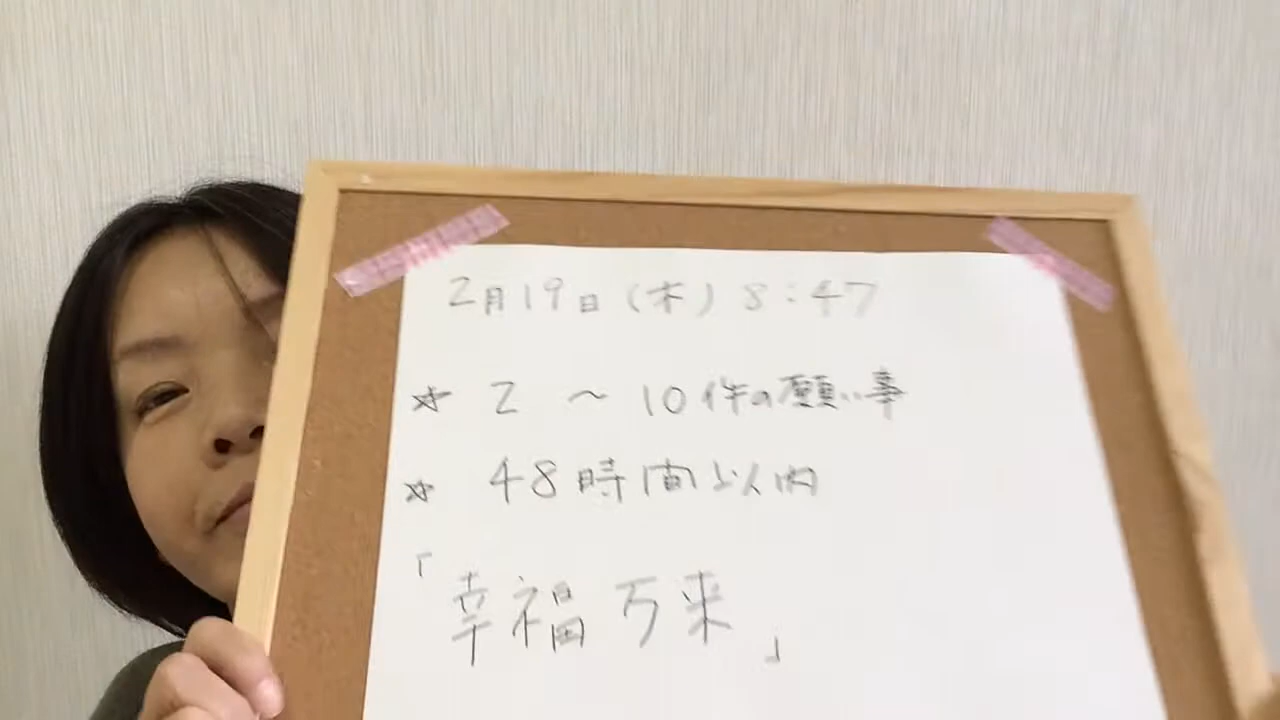 2月19日(木) 8:47
☆ 2 〜 10件の願い事
☆ 48時間以内
「幸福万来」